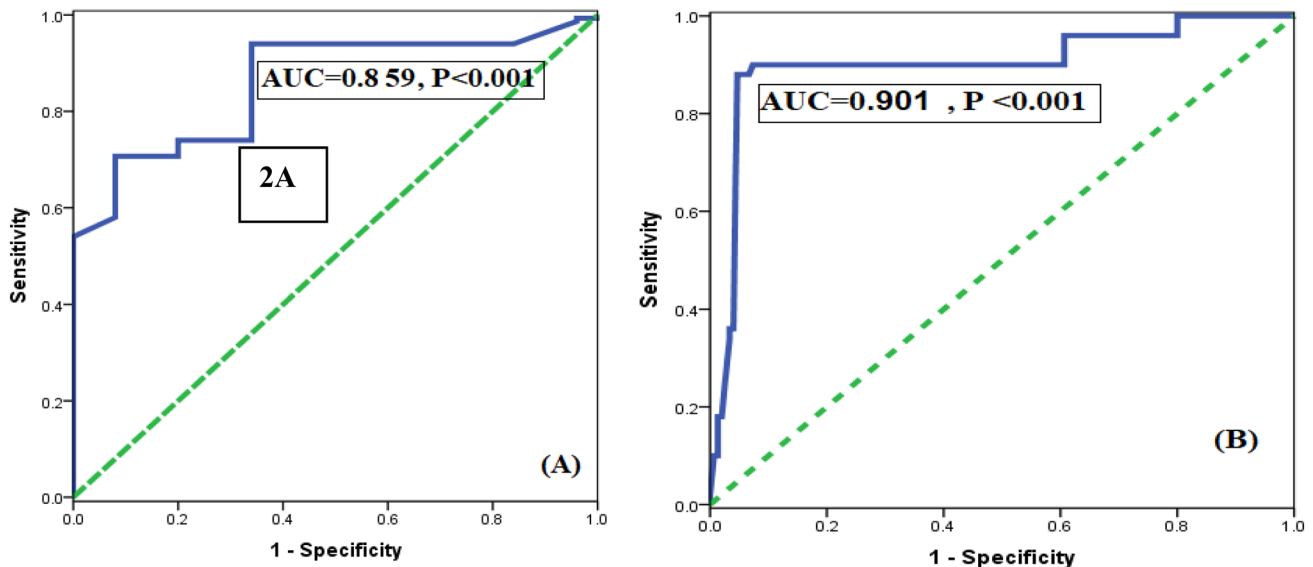 1.0
0.8
0.6
0.4
0.2
0.0
Sensitivity
AUC=0.8 59, P<0.001
2A
(A)
0.0 0.2 0.4 0.6 0.8 1.0
1 - Specificity
1.0
0.8
0.6
0.4
0.2
0.0
Sensitivity
AUC=0.901 , P <0.001
(B)
0.0 0.2 0.4 0.6 0.8 1.0
1 - Specificity